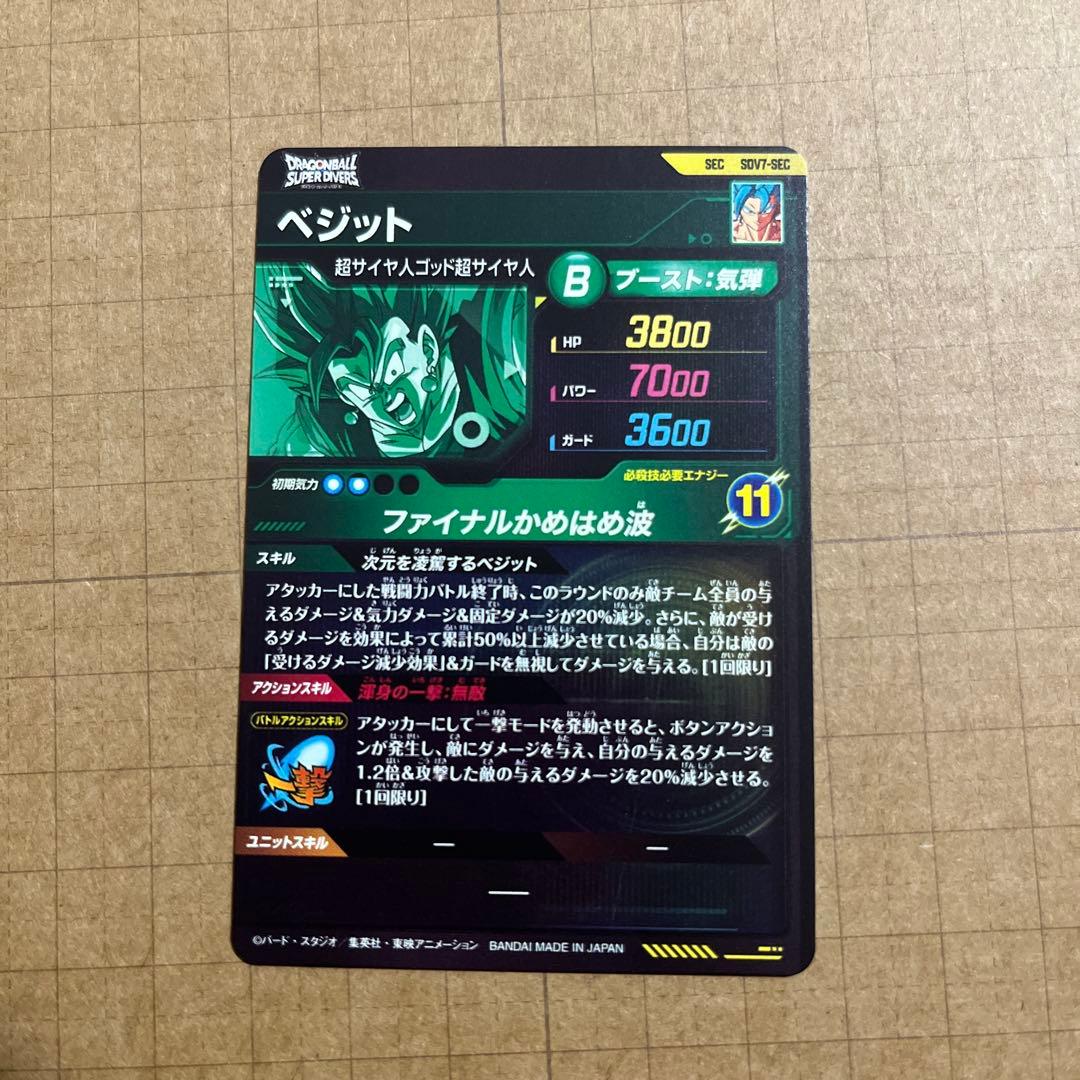 DRAGONBALL
SUPER DIVERS
SEC SDV7-SEC
ベジット
超サイヤ人ゴッド超サイヤ人
B ブースト:気弾
HP 3800
パワー 7000
ガード 3600
初期気力
必殺技必要エナジー
11
ファイナルかめはめ波
スキル 次元を凌駕するベジット
アタッカーにした戦闘力バトル終了時、このラウンドのみ敵チーム全員の与
えるダメージ&気力ダメージ&固定ダメージが20%減少。さらに、敵が受け
るダメージを効果によって累計50%以上減少させている場合、自分は敵の
「受けるダメージ減少効果」&ガードを無視してダメージを与える。[1回限り]
アクションスキル 渾身の一撃:無敵
バトルアクションスキル
一撃
アタッカーにして一撃モードを発動させると、ボタンアクショ
ンが発生し、敵にダメージを与え、自分の与えるダメージを
1.2倍&攻撃した敵の与えるダメージを20%減少させる。
[1回限り]
ユニットスキル ー ー
ー
©バード・スタジオ/集英社・東映アニメーション BANDAI MADE IN JAPAN